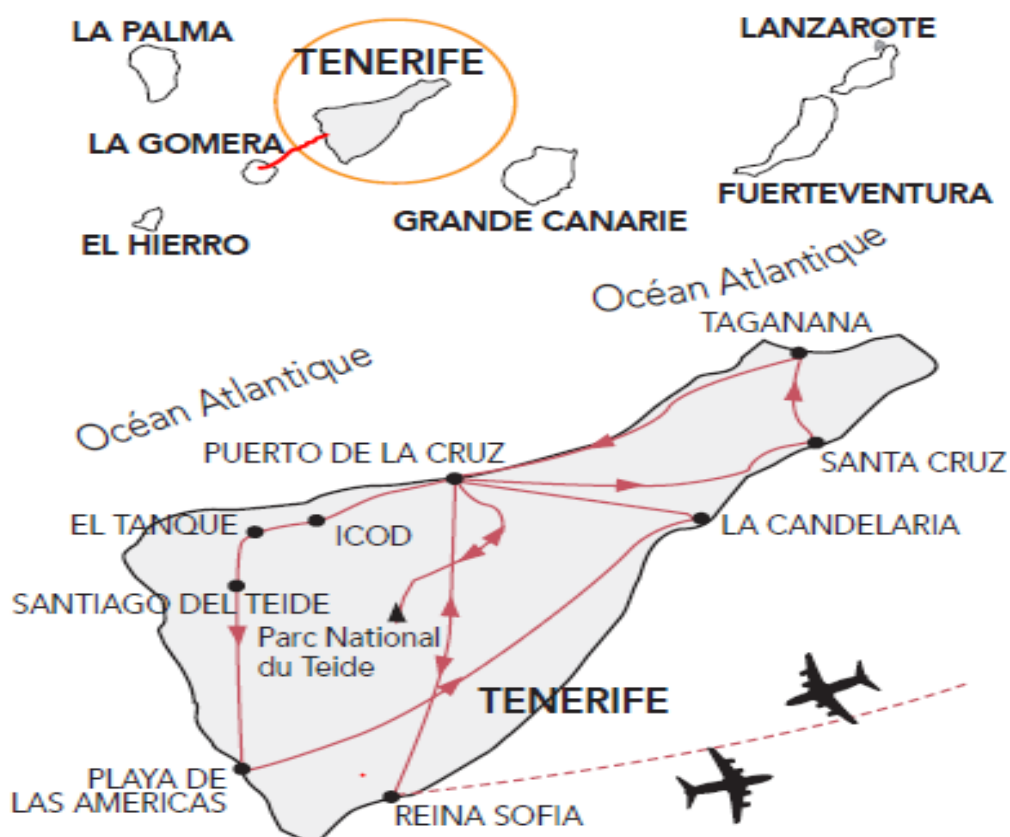 LA PALMA
TENERIFE
LANZAROTE
LA GOMERA
EL HIERRO
GRANDE CANARIE
FUERTEVENTURA
Océan Atlantique
Océan Atlantique
TAGANANA
PUERTO DE LA CRUZ
SANTA CRUZ
EL TANQUE
ICOD
LA CANDELARIA
SANTIAGO DEL TEIDE
Parc National
du Teide
TENERIFE
PLAYA DE
LAS AMERICAS
REINA SOFIA